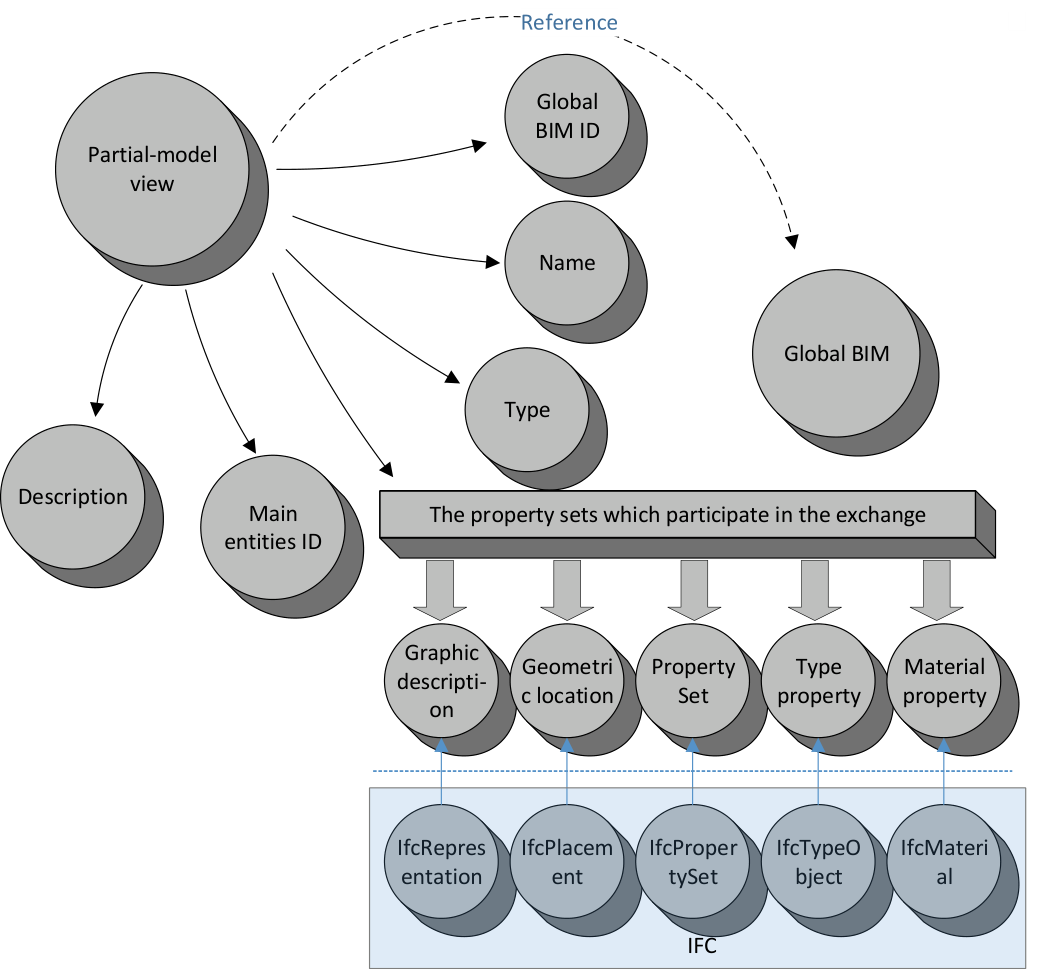 Reference
Global
BIM ID
Partial-model
view
Name
Global BIM
Type
Description
Main
entities ID
The property sets which participate in the exchange
Graphic
descripti-
on
Geometri
c location
Property
Set
Type
property
Material
property
IfcRepres
entation
IfcPlacem
ent
IfcProper
tySet
IfcTypeO
bject
IfcMateri
al
IFC